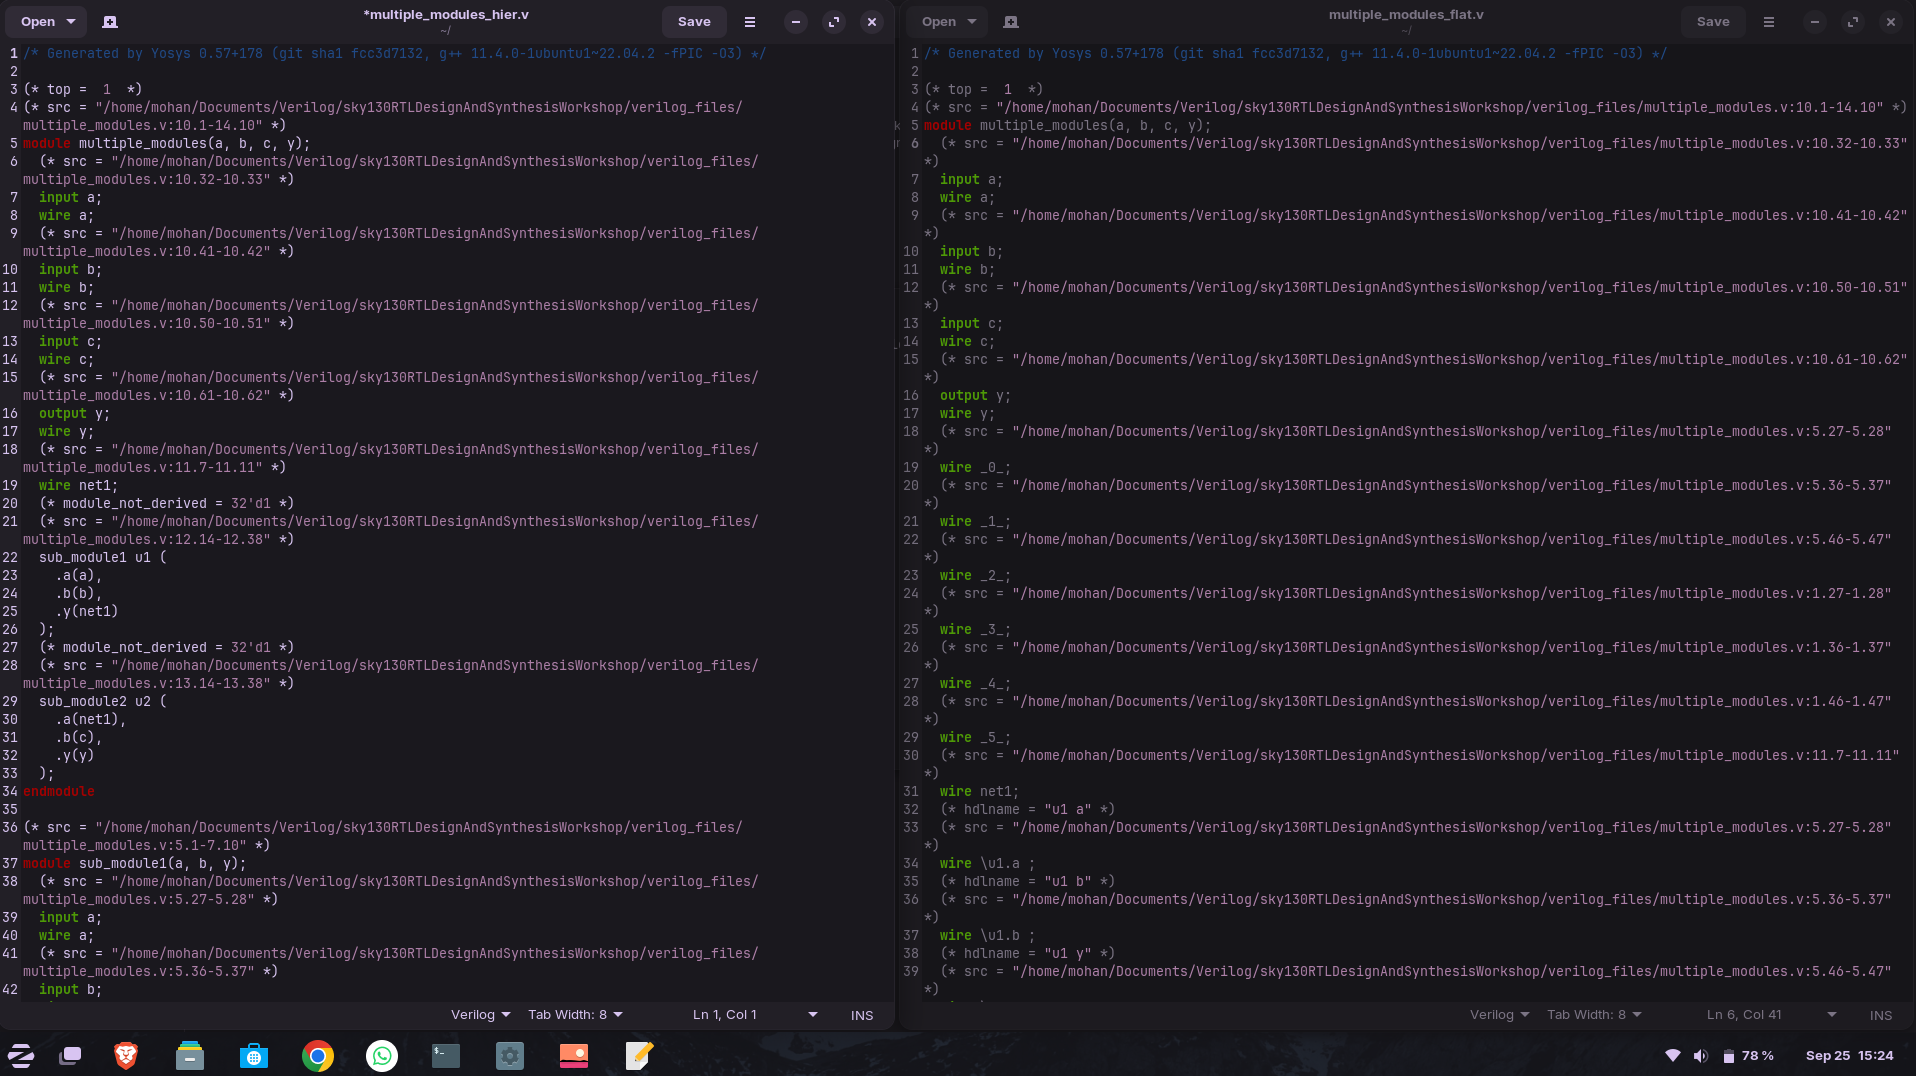 Open
*multiple_modules_hier.v
~/
Save
1 /* Generated by Yosys 0.57+178 (git sha1 fcc3d7132, g++ 11.4.0-1ubuntu1~22.04.2 -fPIC -O3) */
2
3 (* top =  1  *)
4 (* src = "/home/mohan/Documents/Verilog/sky130RTLDesignAndSynthesisWorkshop/verilog_files/
multiple_modules.v:10.1-14.10" *)
5 module multiple_modules(a, b, c, y);
6   (* src = "/home/mohan/Documents/Verilog/sky130RTLDesignAndSynthesisWorkshop/verilog_files/
multiple_modules.v:10.32-10.33" *)
7   input a;
8   wire a;
9   (* src = "/home/mohan/Documents/Verilog/sky130RTLDesignAndSynthesisWorkshop/verilog_files/
multiple_modules.v:10.41-10.42" *)
10   input b;
11   wire b;
12   (* src = "/home/mohan/Documents/Verilog/sky130RTLDesignAndSynthesisWorkshop/verilog_files/
multiple_modules.v:10.50-10.51" *)
13   input c;
14   wire c;
15   (* src = "/home/mohan/Documents/Verilog/sky130RTLDesignAndSynthesisWorkshop/verilog_files/
multiple_modules.v:10.61-10.62" *)
16   output y;
17   wire y;
18   (* src = "/home/mohan/Documents/Verilog/sky130RTLDesignAndSynthesisWorkshop/verilog_files/
multiple_modules.v:11.7-11.11" *)
19   wire net1;
20   (* module_not_derived = 32'd1 *)
21   (* src = "/home/mohan/Documents/Verilog/sky130RTLDesignAndSynthesisWorkshop/verilog_files/
multiple_modules.v:12.14-12.38" *)
22   sub_module1 u1 (
23     .a(a),
24     .b(b),
25     .y(net1)
26   );
27   (* module_not_derived = 32'd1 *)
28   (* src = "/home/mohan/Documents/Verilog/sky130RTLDesignAndSynthesisWorkshop/verilog_files/
multiple_modules.v:13.14-13.38" *)
29   sub_module2 u2 (
30     .a(net1),
31     .b(c),
32     .y(y)
33   );
34 endmodule
35
36 (* src = "/home/mohan/Documents/Verilog/sky130RTLDesignAndSynthesisWorkshop/verilog_files/
multiple_modules.v:5.1-7.10" *)
37 module sub_module1(a, b, y);
38   (* src = "/home/mohan/Documents/Verilog/sky130RTLDesignAndSynthesisWorkshop/verilog_files/
multiple_modules.v:5.27-5.28" *)
39   input a;
40   wire a;
41   (* src = "/home/mohan/Documents/Verilog/sky130RTLDesignAndSynthesisWorkshop/verilog_files/
multiple_modules.v:5.36-5.37" *)
42   input b;
Verilog Tab Width: 8 Ln 1, Col 1 INS
Open
multiple_modules_flat.v
~/
Save
1 /* Generated by Yosys 0.57+178 (git sha1 fcc3d7132, g++ 11.4.0-1ubuntu1~22.04.2 -fPIC -O3) */
2
3 (* top =  1  *)
4 (* src = "/home/mohan/Documents/Verilog/sky130RTLDesignAndSynthesisWorkshop/verilog_files/multiple_modules.v:10.1-14.10" *)
5 module multiple_modules(a, b, c, y);
6   (* src = "/home/mohan/Documents/Verilog/sky130RTLDesignAndSynthesisWorkshop/verilog_files/multiple_modules.v:10.32-10.33"
*)
7   input a;
8   wire a;
9   (* src = "/home/mohan/Documents/Verilog/sky130RTLDesignAndSynthesisWorkshop/verilog_files/multiple_modules.v:10.41-10.42"
*)
10   input b;
11   wire b;
12   (* src = "/home/mohan/Documents/Verilog/sky130RTLDesignAndSynthesisWorkshop/verilog_files/multiple_modules.v:10.50-10.51"
*)
13   input c;
14   wire c;
15   (* src = "/home/mohan/Documents/Verilog/sky130RTLDesignAndSynthesisWorkshop/verilog_files/multiple_modules.v:10.61-10.62"
*)
16   output y;
17   wire y;
18   (* src = "/home/mohan/Documents/Verilog/sky130RTLDesignAndSynthesisWorkshop/verilog_files/multiple_modules.v:5.27-5.28"
*)
19   wire _0_;
20   (* src = "/home/mohan/Documents/Verilog/sky130RTLDesignAndSynthesisWorkshop/verilog_files/multiple_modules.v:5.36-5.37"
*)
21   wire _1_;
22   (* src = "/home/mohan/Documents/Verilog/sky130RTLDesignAndSynthesisWorkshop/verilog_files/multiple_modules.v:5.46-5.47"
*)
23   wire _2_;
24   (* src = "/home/mohan/Documents/Verilog/sky130RTLDesignAndSynthesisWorkshop/verilog_files/multiple_modules.v:1.27-1.28"
*)
25   wire _3_;
26   (* src = "/home/mohan/Documents/Verilog/sky130RTLDesignAndSynthesisWorkshop/verilog_files/multiple_modules.v:1.36-1.37"
*)
27   wire _4_;
28   (* src = "/home/mohan/Documents/Verilog/sky130RTLDesignAndSynthesisWorkshop/verilog_files/multiple_modules.v:1.46-1.47"
*)
29   wire _5_;
30   (* src = "/home/mohan/Documents/Verilog/sky130RTLDesignAndSynthesisWorkshop/verilog_files/multiple_modules.v:11.7-11.11"
*)
31   wire net1;
32   (* hdlname = "u1 a" *)
33   (* src = "/home/mohan/Documents/Verilog/sky130RTLDesignAndSynthesisWorkshop/verilog_files/multiple_modules.v:5.27-5.28"
*)
34   wire \u1.a ;
35   (* hdlname = "u1 b" *)
36   (* src = "/home/mohan/Documents/Verilog/sky130RTLDesignAndSynthesisWorkshop/verilog_files/multiple_modules.v:5.36-5.37"
*)
37   wire \u1.b ;
38   (* hdlname = "u1 y" *)
39   (* src = "/home/mohan/Documents/Verilog/sky130RTLDesignAndSynthesisWorkshop/verilog_files/multiple_modules.v:5.46-5.47"
*)
Verilog Tab Width: 8 Ln 6, Col 41 INS
78 % Sep 25 15:24